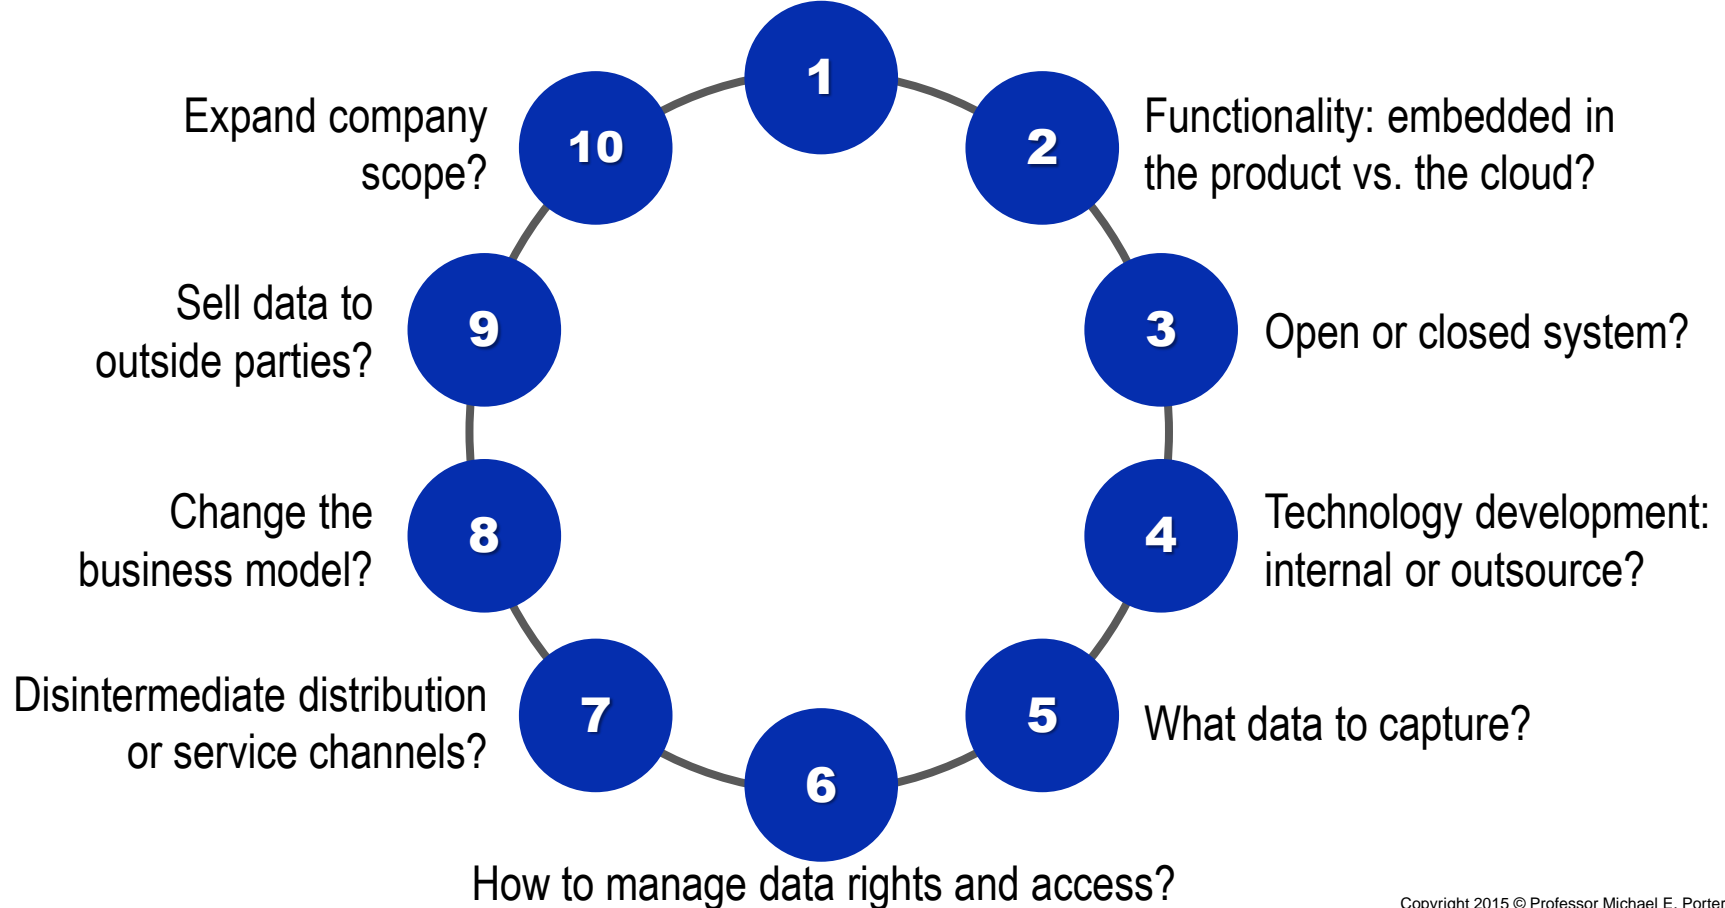 1
2
Functionality: embedded in
the product vs. the cloud?
3
Open or closed system?
4
Technology development:
internal or outsource?
5
What data to capture?
6
How to manage data rights and access?
7
Disintermediate distribution
or service channels?
8
Change the
business model?
9
Sell data to
outside parties?
10
Expand company
scope?
Copyright 2015 © Professor Michael E. Porter